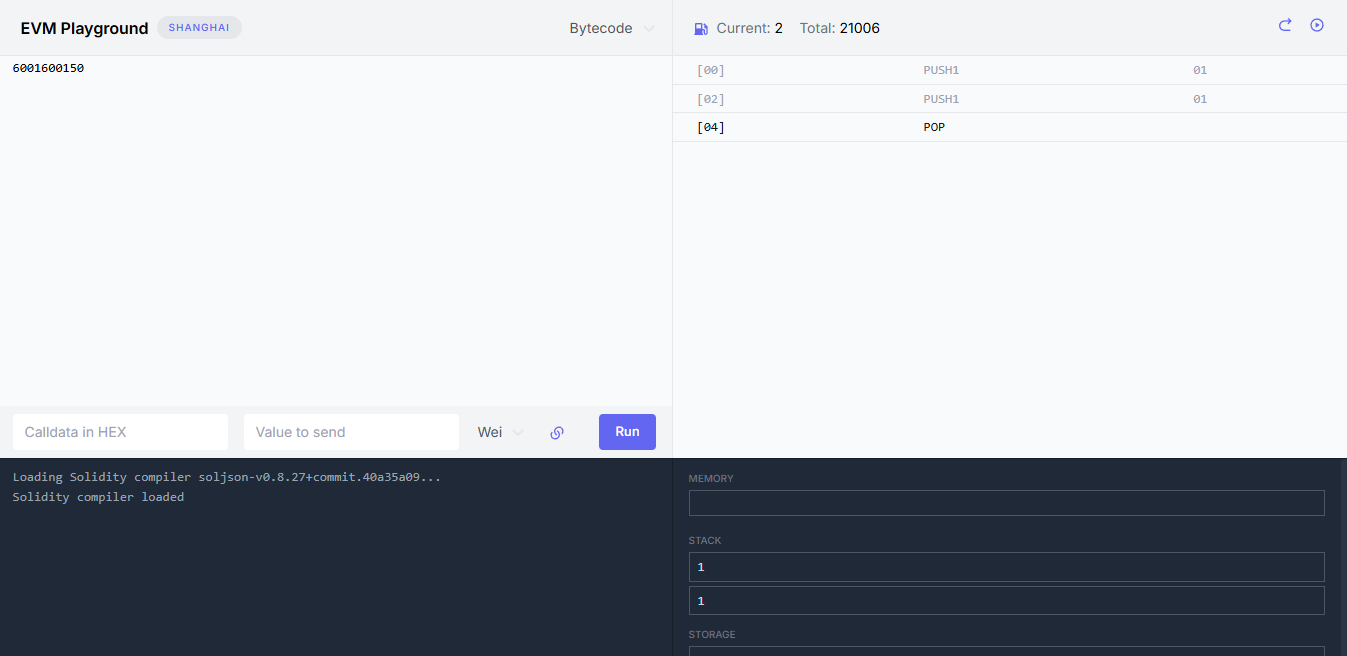 EVM Playground SHANGHAI Bytecode
6001600150
Calldata in HEX Value to send Wei Run
Loading Solidity compiler soljson-v0.8.27+commit.40a35a09...
Solidity compiler loaded
Current: 2 Total: 21006
[00] PUSH1 01
[02] PUSH1 01
[04] POP
MEMORY
STACK
1
1
STORAGE